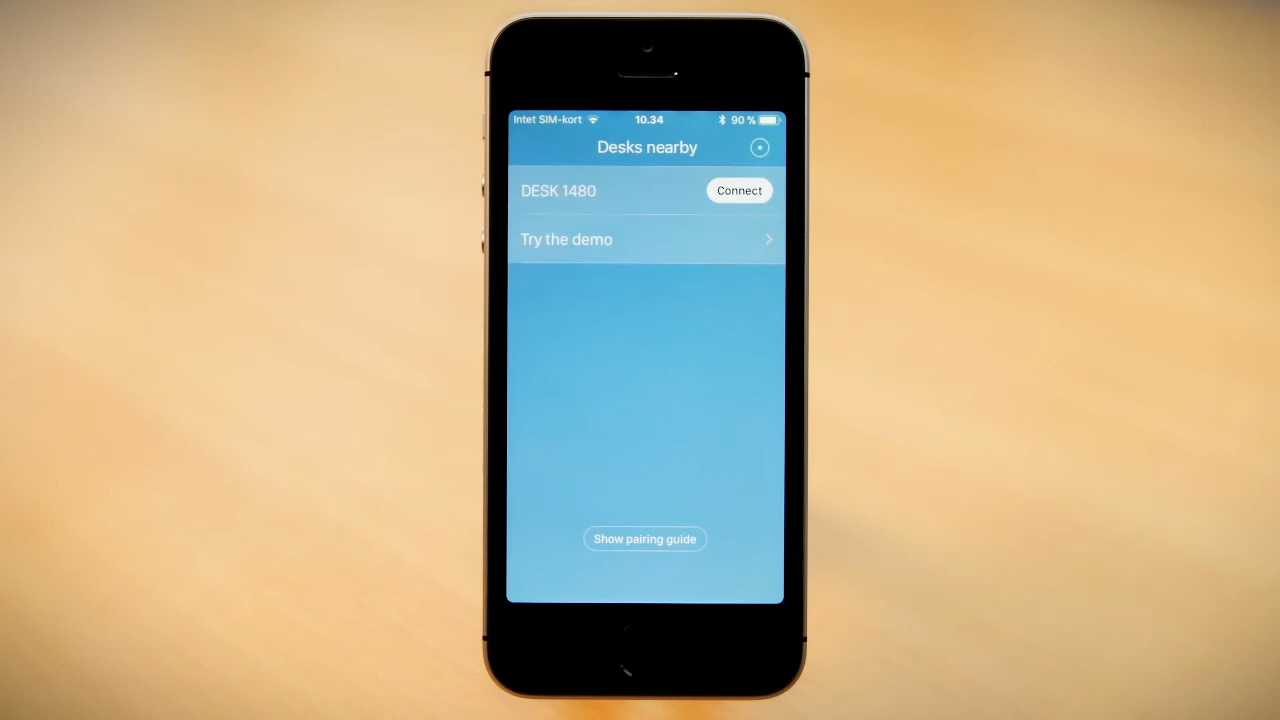 Intet SIM-kort 10.34 90 %
Desks nearby
DESK 1480 Connect
Try the demo
Show pairing guide